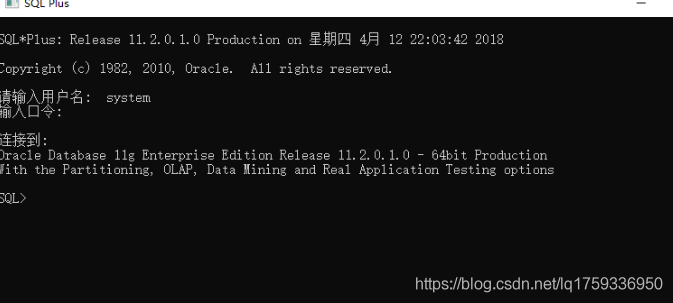 SQL Plus
SQL*Plus: Release 11.2.0.1.0 Production on 星期四 4月 12 22:03:42 2018
Copyright (c) 1982, 2010, Oracle.  All rights reserved.
请输入用户名:  system
输入口令:
连接到:
Oracle Database 11g Enterprise Edition Release 11.2.0.1.0 - 64bit Production
With the Partitioning, OLAP, Data Mining and Real Application Testing options
SQL>
https://blog.csdn.net/lq1759336950